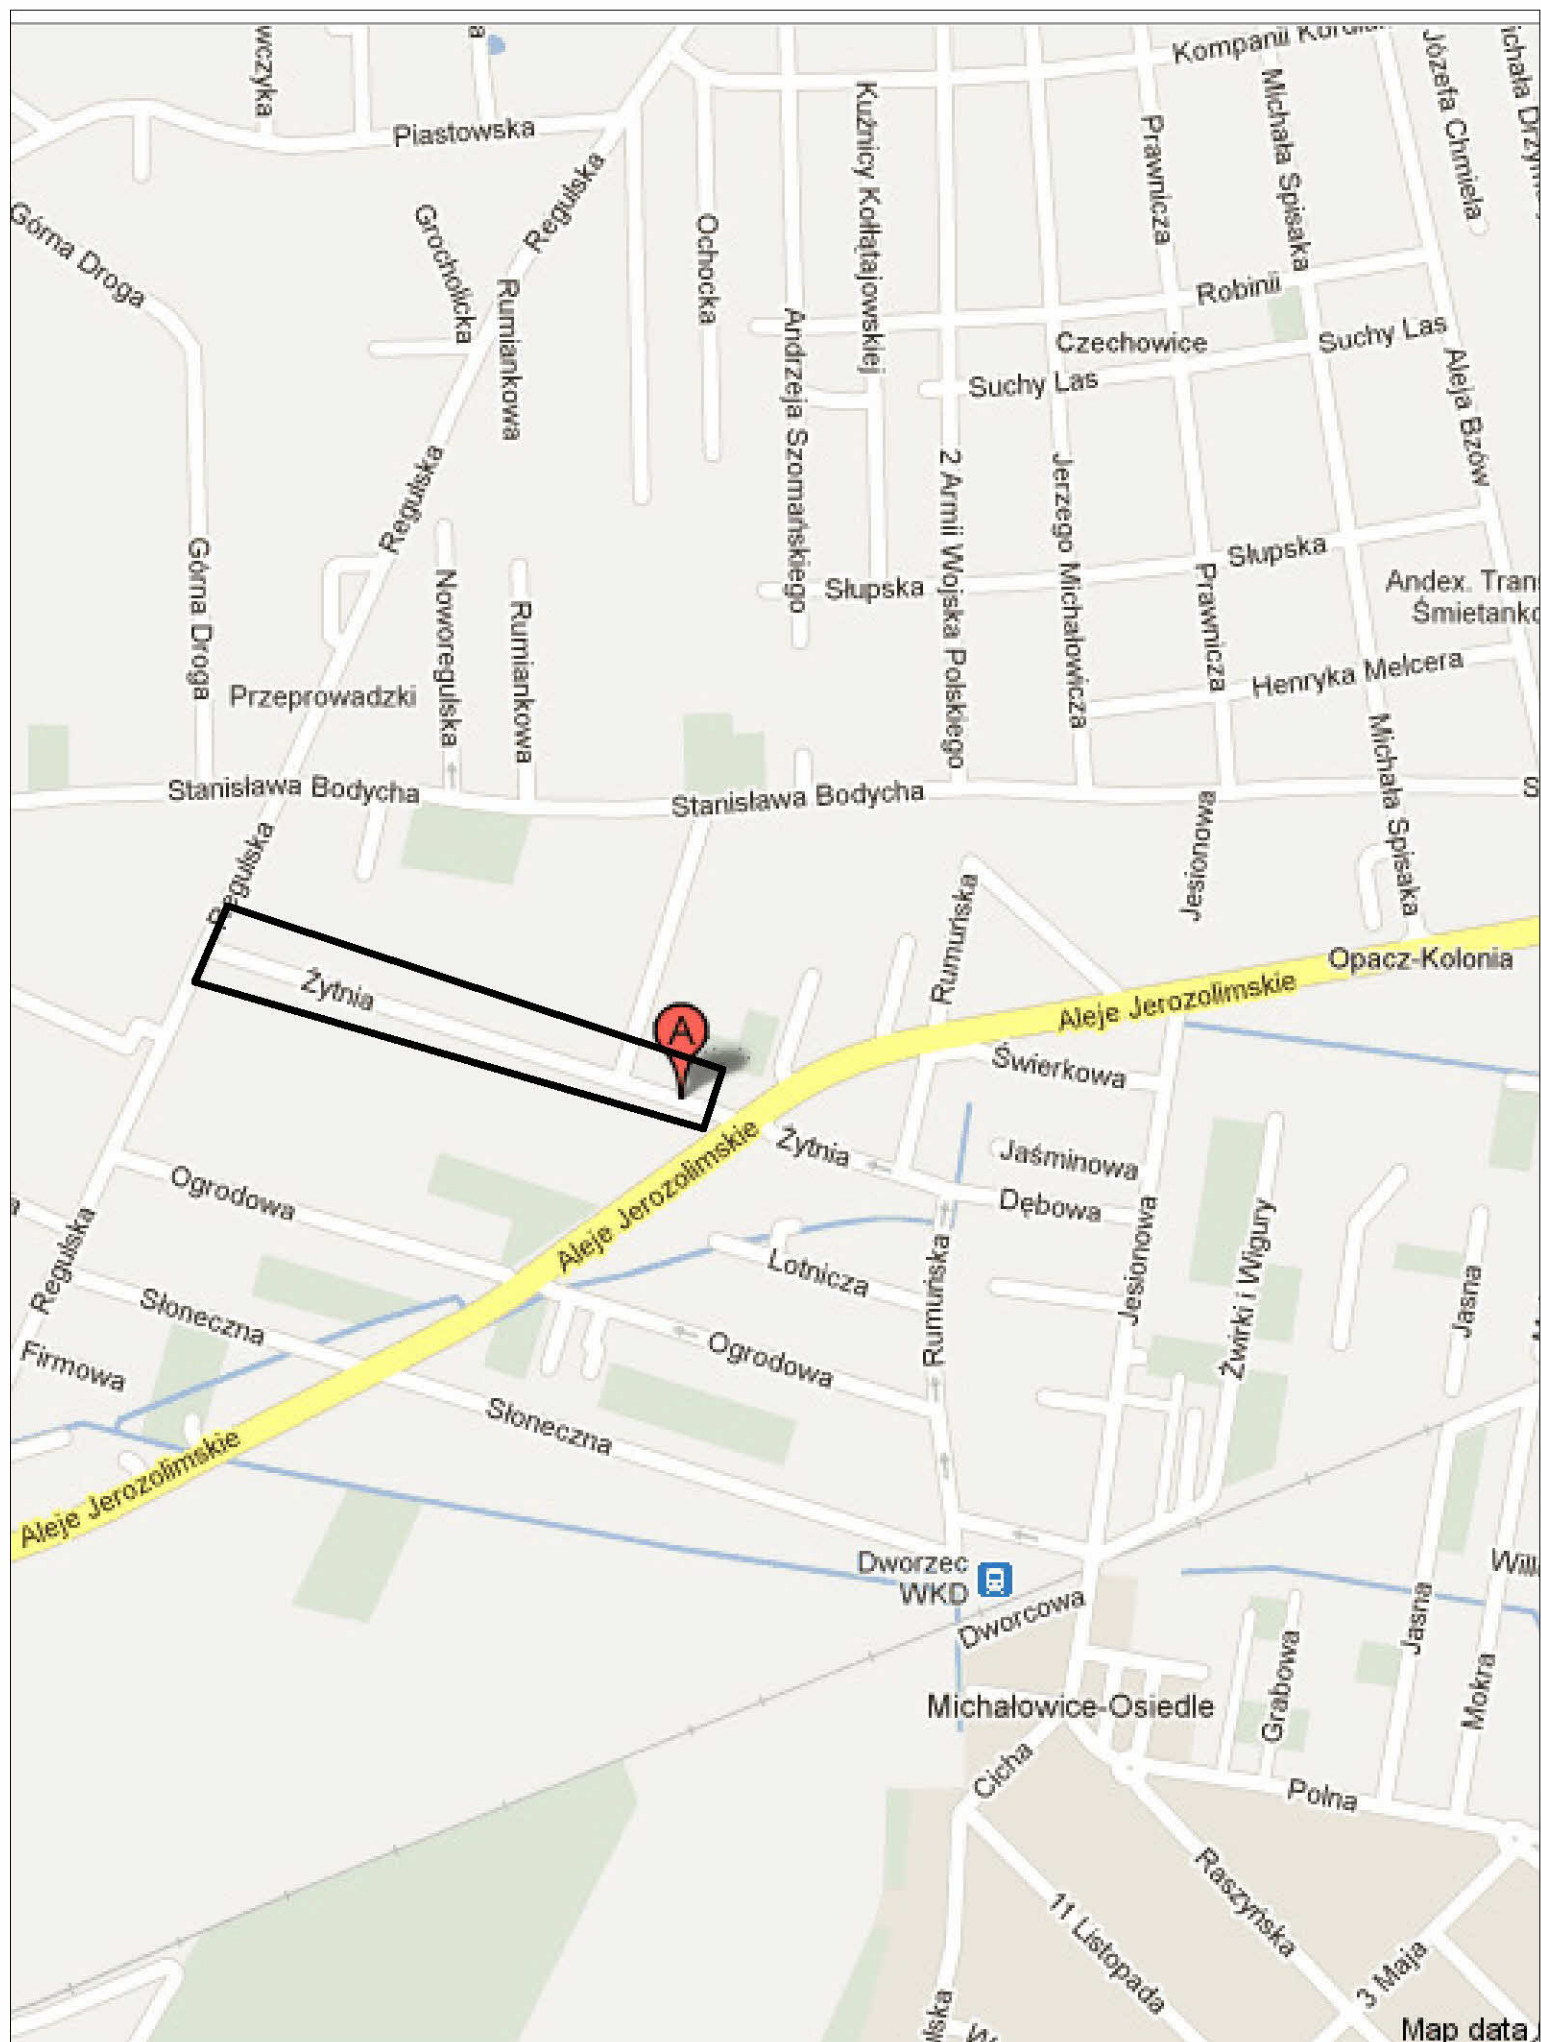 Kompanii
Józefa Chmiela
Piastowska
Michała Spisaka
Kuźnicy Kołłątajowskiej
Prawnicza
Regulska
Górna Droga
Grocholicka
Ochocka
Rumiankowa
Robinii
Andrzeja Szomańskiego
Czechowice
Suchy Las
Suchy Las
Aleja Bzów
Regulska
2 Armii Wojska Polskiego
Jerzego Michałowicza
Słupska
Górna Droga
Noworegulska
Rumiankowa
Słupska
Prawnicza
Andex. Trans
Śmietanko
Henryka Melcera
Przeprowadzki
Michała Spisaka
Stanisława Bodycha
Stanisława Bodycha
S
Jesionowa
Regulska
Rumuńska
Opacz-Kolonia
Żytnia
Aleje Jerozolimskie
A
Świerkowa
Żytnia
Jaśminowa
Ogrodowa
Dębowa
Aleje Jerozolimskie
Regulska
Lotnicza
Rumuńska
Jesionowa
Żwirki i Wigury
Jasna
Słoneczna
Firmowa
Ogrodowa
Słoneczna
Aleje Jerozolimskie
Dworzec
WKD
Dworcowa
Jasna
Grabowa
Mokra
Michałowice-Osiedle
Cicha
Polna
Raszyńska
11 Listopada
3 Maja
Map data